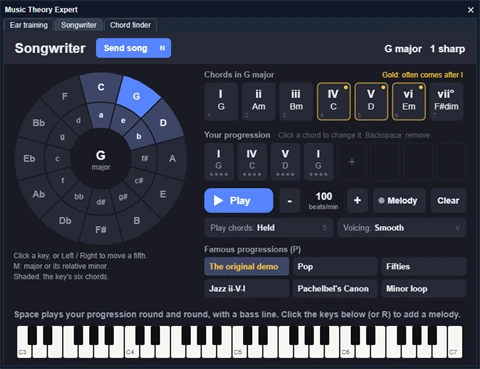 Music Theory Expert
Ear training Songwriter Chord finder
Songwriter Send song N G major 1 sharp
Chords in G major Gold: often comes after I
I ii iii IV V vi vii°
G Am Bm C D Em F#dim
1 2 3 4 5 6 7
Your progression Click a chord to change it. Backspace: remove.
I IV V I
G C D G
+
Play - 100 + Melody Clear
beats/min
Play chords: Held S Voicing: Smooth V
Famous progressions (P)
The original demo Pop Fifties
Jazz ii-V-I Pachelbel's Canon Minor loop
C G D A E B F# Db Ab Eb Bb F
a e b f# c# g# d# bb f c g d
G
major
Click a key, or Left / Right to move a fifth.
M: major or its relative minor.
Shaded: the key's six chords.
Space plays your progression round and round, with a bass line. Click the keys below (or R) to add a melody.
C3 C4 C5 C6 C7